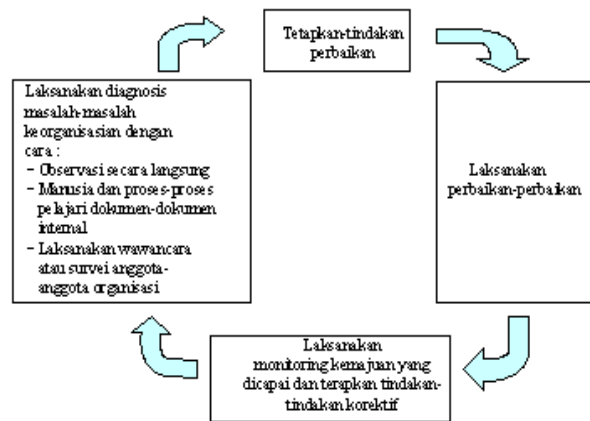 Tetapkan-tindakan
perbaikan
Laksanakan diagnosis
masalah-masalah
keorganisasian dengan
cara :
- Observasi secara langsung
- Manusia dan proses-proses
pelajari dokumen-dokumen
internal
- Laksanakan wawancara
atau survei anggota-
anggota organisasi
Laksanakan
perbaikan-perbaikan
Laksanakan
monitoring kemajuan yang
dicapai dan terapkan tindakan-
tindakan korektif